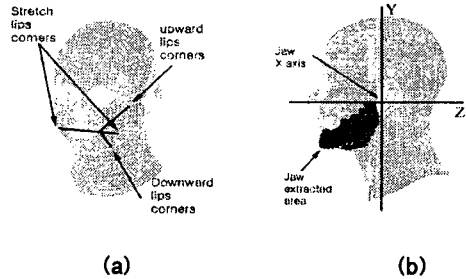 Stretch
lips
corners
upward
lips
corners
Downward
lips
corners
(a)
Y
Jaw
X axis
Z
Jaw
extracted
area
(b)